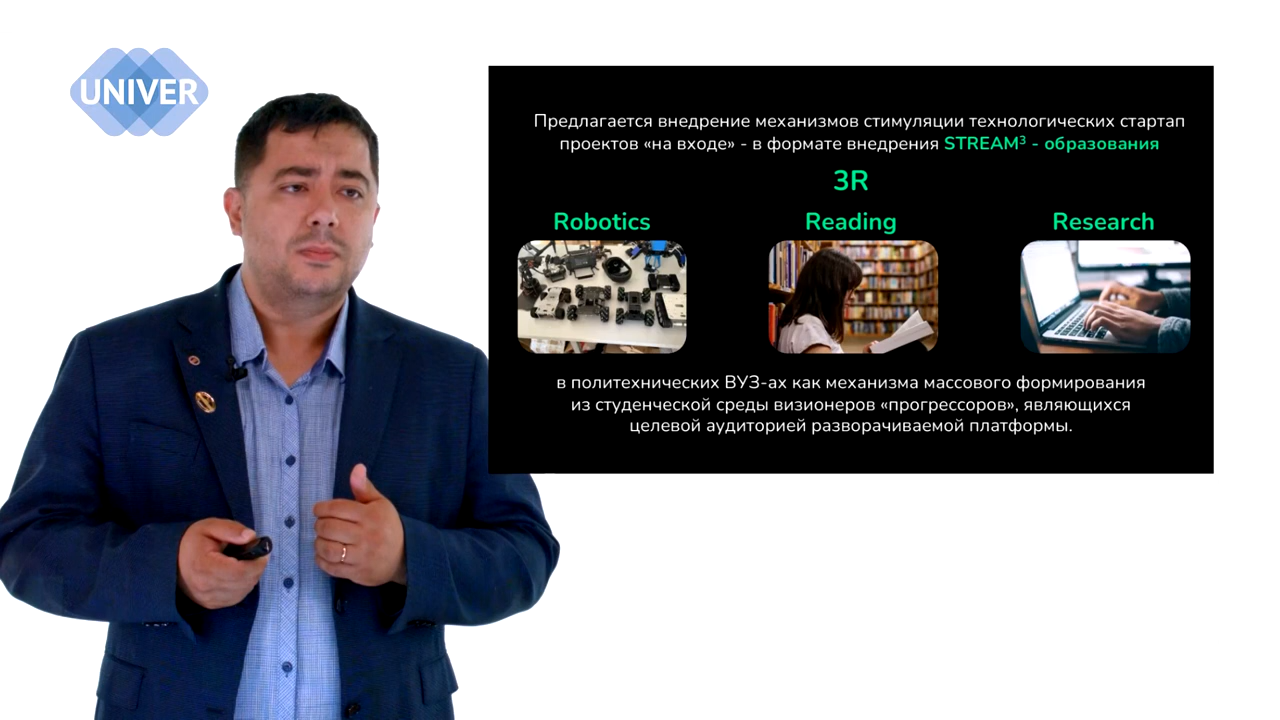 UNIVER
Предлагается внедрение механизмов стимуляции технологических стартап
проектов «на входе» - в формате внедрения STREAM³ - образования
3R
Robotics
Reading
Research
в политехнических ВУЗ-ах как механизма массового формирования
из студенческой среды визионеров «прогрессоров», являющихся
целевой аудиторией разворачиваемой платформы.